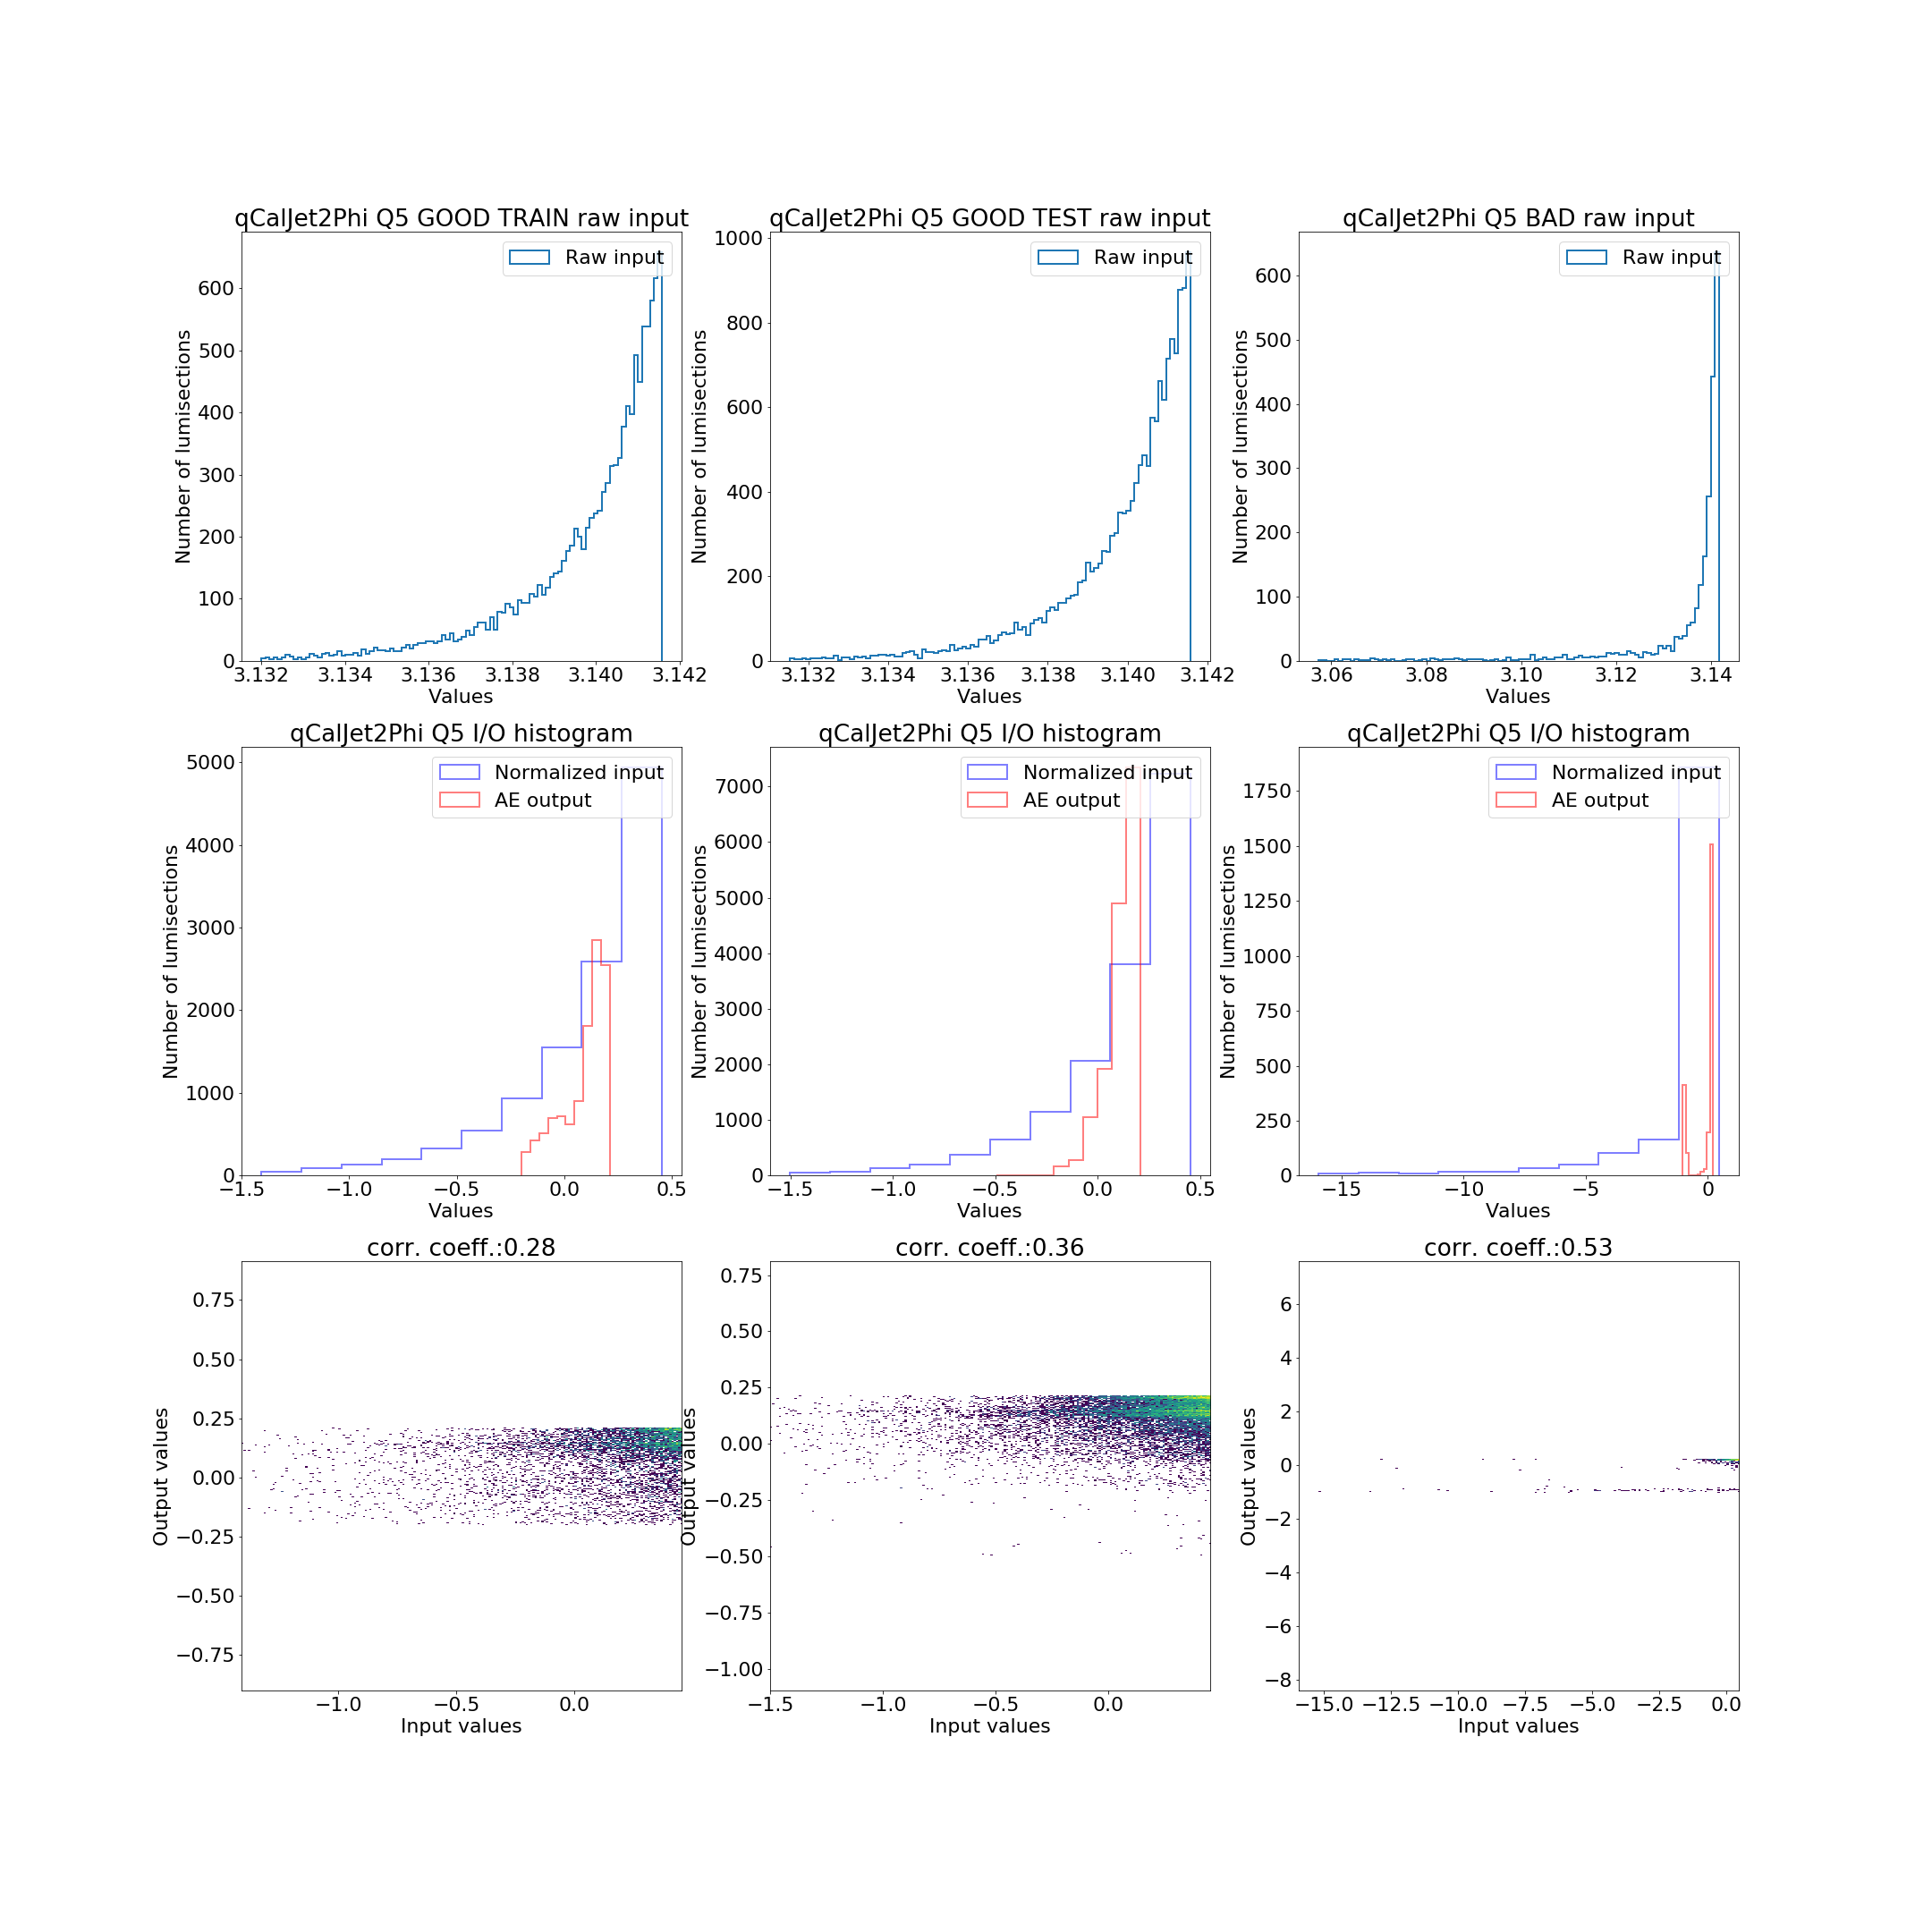 qCalJet2Phi Q5 GOOD TRAIN raw input
qCalJet2Phi Q5 GOOD TEST raw input
qCalJet2Phi Q5 BAD raw input
Raw input
Raw input
Raw input
Number of lumisections
600
500
400
300
200
100
0
3.132 3.134 3.136 3.138 3.140 3.142
Values
Number of lumisections
1000
800
600
400
200
0
3.132 3.134 3.136 3.138 3.140 3.142
Values
Number of lumisections
600
500
400
300
200
100
0
3.06 3.08 3.10 3.12 3.14
Values
qCalJet2Phi Q5 I/O histogram
qCalJet2Phi Q5 I/O histogram
qCalJet2Phi Q5 I/O histogram
Normalized input
AE output
Normalized input
AE output
Normalized input
AE output
Number of lumisections
5000
4000
3000
2000
1000
0
−1.5 −1.0 −0.5 0.0 0.5
Values
Number of lumisections
7000
6000
5000
4000
3000
2000
1000
0
−1.5 −1.0 −0.5 0.0 0.5
Values
Number of lumisections
1750
1500
1250
1000
750
500
250
0
−15 −10 −5 0
Values
corr. coeff.:0.28
corr. coeff.:0.36
corr. coeff.:0.53
Output values
0.75
0.50
0.25
0.00
−0.25
−0.50
−0.75
−1.0 −0.5 0.0
Input values
Output values
0.75
0.50
0.25
0.00
−0.25
−0.50
−0.75
−1.00
−1.5 −1.0 −0.5 0.0
Input values
Output values
6
4
2
0
−2
−4
−6
−8
−15.0 −12.5 −10.0 −7.5 −5.0 −2.5 0.0
Input values